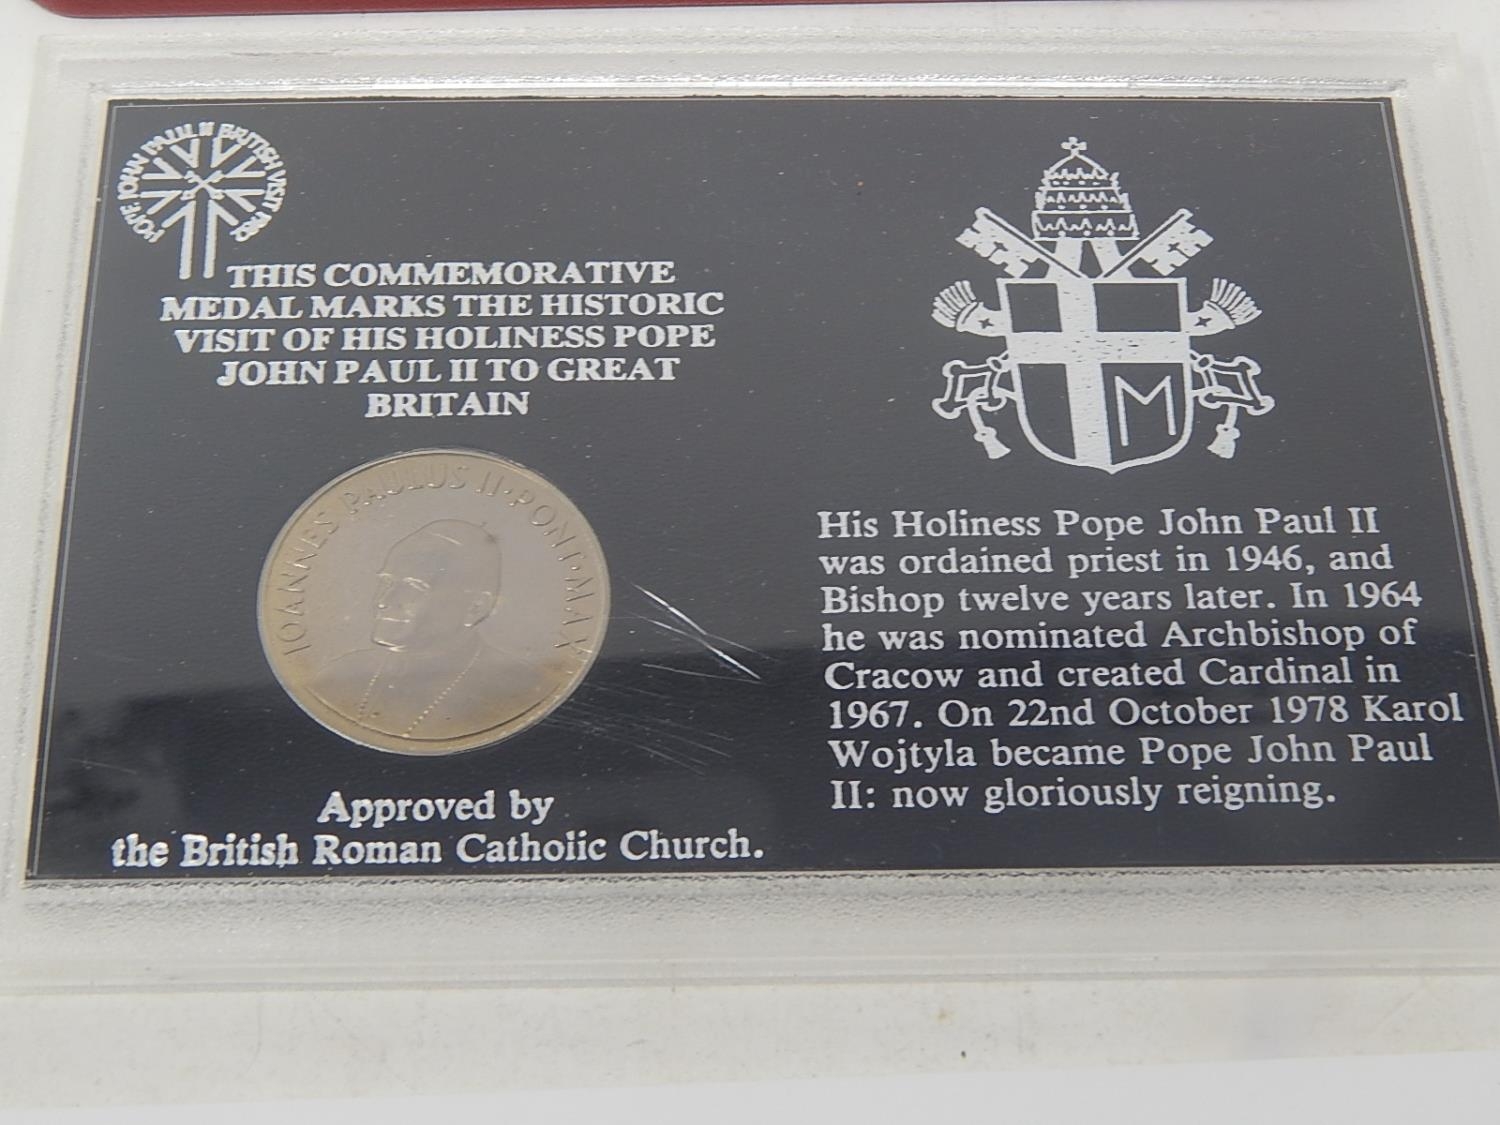 POPE JOHN PAUL II BRITISH VISIT 1982
THIS COMMEMORATIVE
MEDAL MARKS THE HISTORIC
VISIT OF HIS HOLINESS POPE
JOHN PAUL II TO GREAT
BRITAIN
IOANNES PAULUS II · PONT · MAX
Approved by
the British Roman Catholic Church.
M
His Holiness Pope John Paul II
was ordained priest in 1946, and
Bishop twelve years later. In 1964
he was nominated Archbishop of
Cracow and created Cardinal in
1967. On 22nd October 1978 Karol
Wojtyla became Pope John Paul
II: now gloriously reigning.